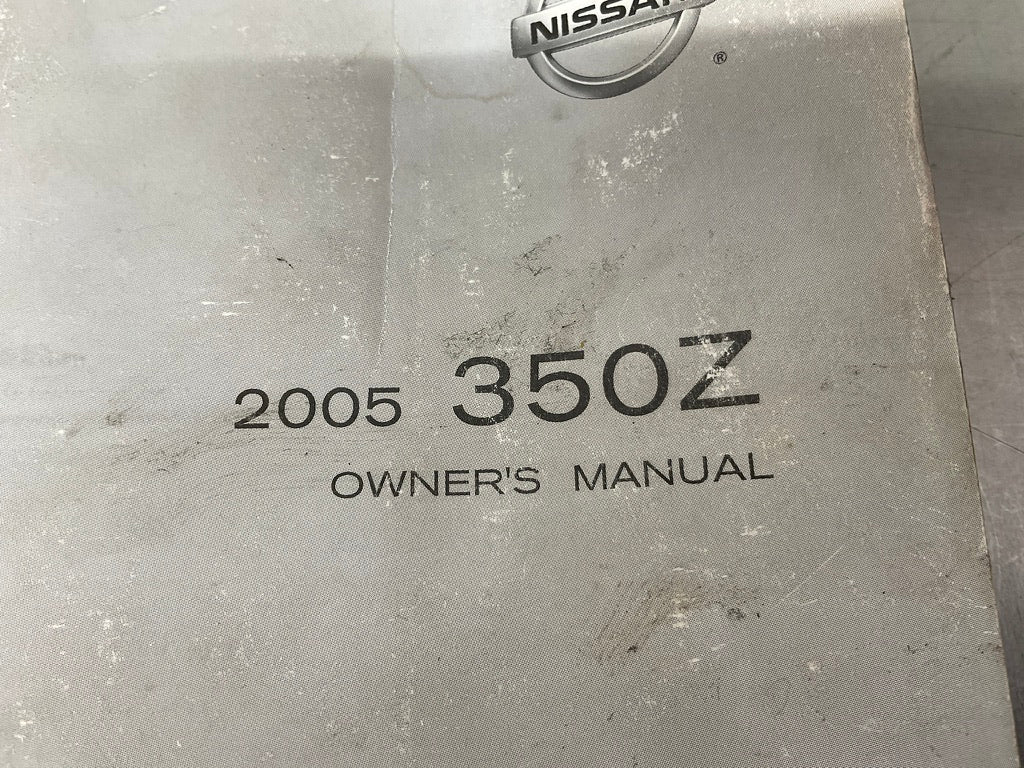 NISSAN
®
2005 350Z
OWNER'S MANUAL